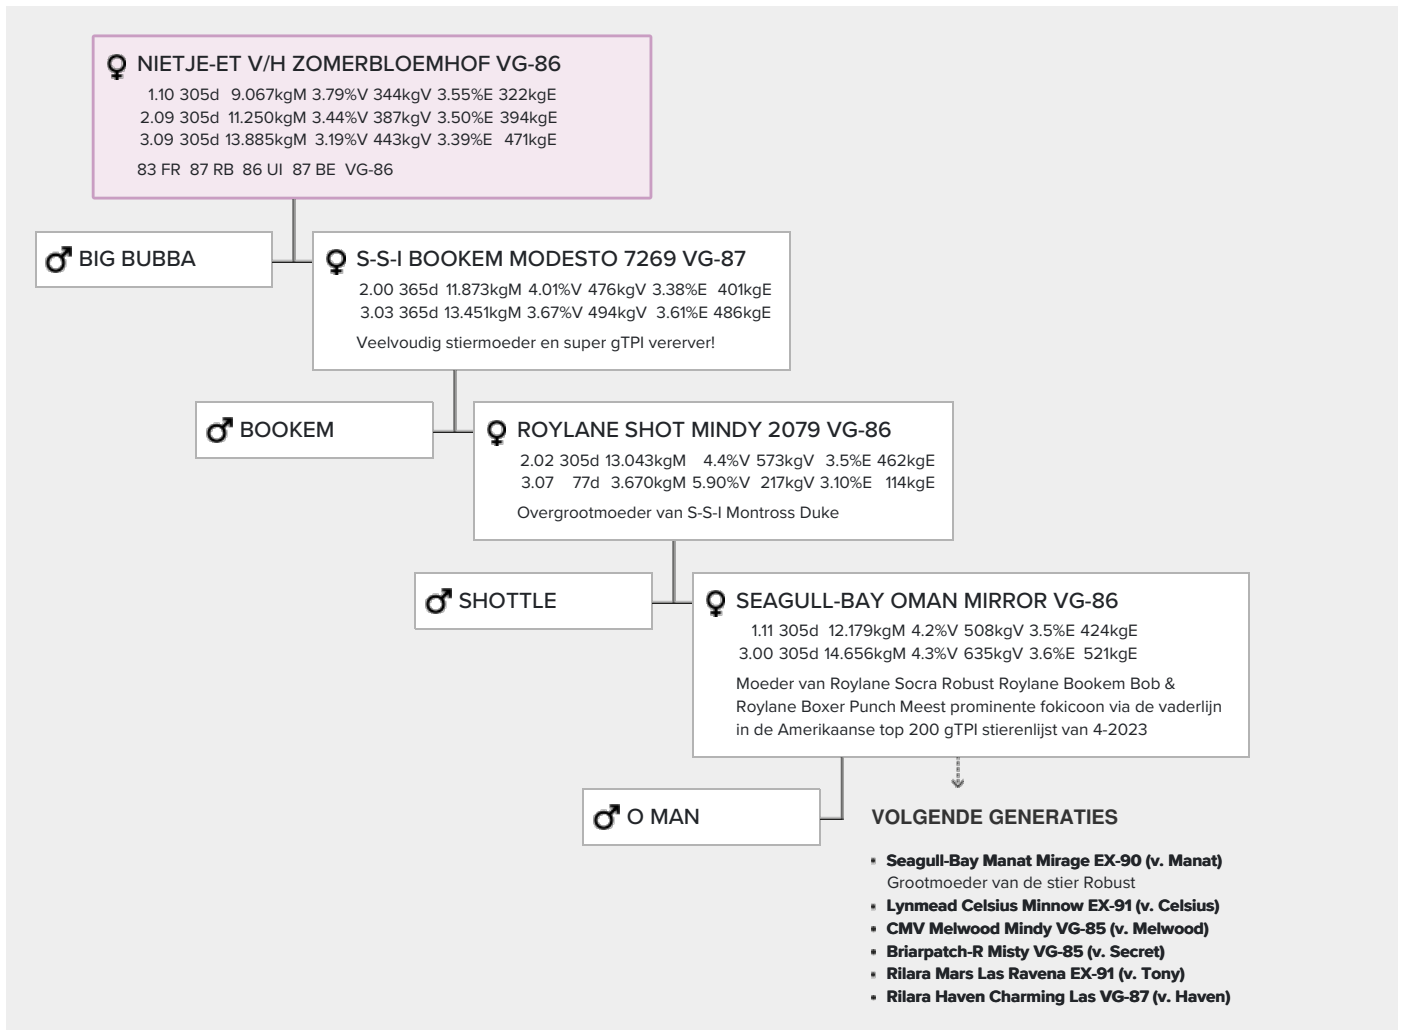 NIETJE-ET V/H ZOMERBLOEMHOF VG-86
1.10 305d 9.067kgM 3.79%V 344kgV 3.55%E 322kgE
2.09 305d 11.250kgM 3.44%V 387kgV 3.50%E 394kgE
3.09 305d 13.885kgM 3.19%V 443kgV 3.39%E 471kgE
83 FR 87 RB 86 UI 87 BE VG-86
BIG BUBBA
S-S-I BOOKEM MODESTO 7269 VG-87
2.00 365d 11.873kgM 4.01%V 476kgV 3.38%E 401kgE
3.03 365d 13.451kgM 3.67%V 494kgV 3.61%E 486kgE
Veelvoudig stiermoeder en super gTPI vererver!
BOOKEM
ROYLANE SHOT MINDY 2079 VG-86
2.02 305d 13.043kgM 4.4%V 573kgV 3.5%E 462kgE
3.07 77d 3.670kgM 5.90%V 217kgV 3.10%E 114kgE
Overgrootmoeder van S-S-I Montross Duke
SHOTTLE
SEAGULL-BAY OMAN MIRROR VG-86
1.11 305d 12.179kgM 4.2%V 508kgV 3.5%E 424kgE
3.00 305d 14.656kgM 4.3%V 635kgV 3.6%E 521kgE
Moeder van Roylane Socra Robust Roylane Bookem Bob &
Roylane Boxer Punch Meest prominente fokicoon via de vaderlijn
in de Amerikaanse top 200 gTPI stierenlijst van 4-2023
O MAN
VOLGENDE GENERATIES
Seagull-Bay Manat Mirage EX-90 (v. Manat)
Grootmoeder van de stier Robust
Lynmead Celsius Minnow EX-91 (v. Celsius)
CMV Melwood Mindy VG-85 (v. Melwood)
Briarpatch-R Misty VG-85 (v. Secret)
Rilara Mars Las Ravena EX-91 (v. Tony)
Rilara Haven Charming Las VG-87 (v. Haven)